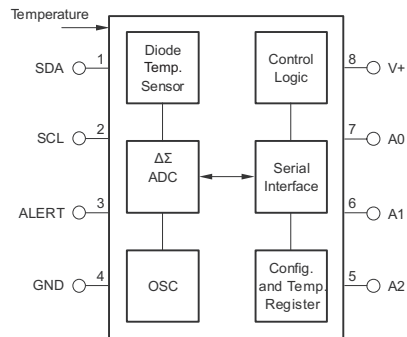 Temperature
SDA 1
Diode
Temp.
Sensor
Control
Logic
8 V+
SCL 2
7 A0
ΔΣ
ADC
Serial
Interface
ALERT 3
6 A1
GND 4
OSC
Config.
and Temp.
Register
5 A2